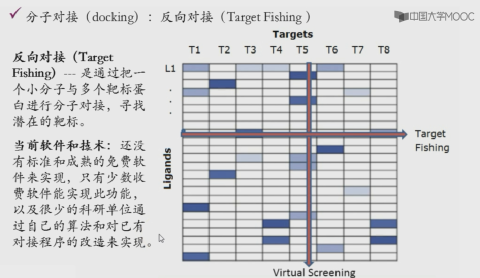 ✓ 分子对接（docking）：反向对接（Target Fishing ）
中国大学MOOC
反向对接（Target
Fishing）--- 是通过把一
个小分子与多个靶标蛋
白进行分子对接，寻找
潜在的靶标。
当前软件和技术：还没
有标准和成熟的免费软
件来实现，只有少数收
费软件能实现此功能，
以及很少的科研单位通
过自己的算法和对已有
对接程序的改造来实现。
Targets
T1 T2 T3 T4 T5 T6 T7 T8
L1
Ligands
Target
Fishing
Virtual Screening